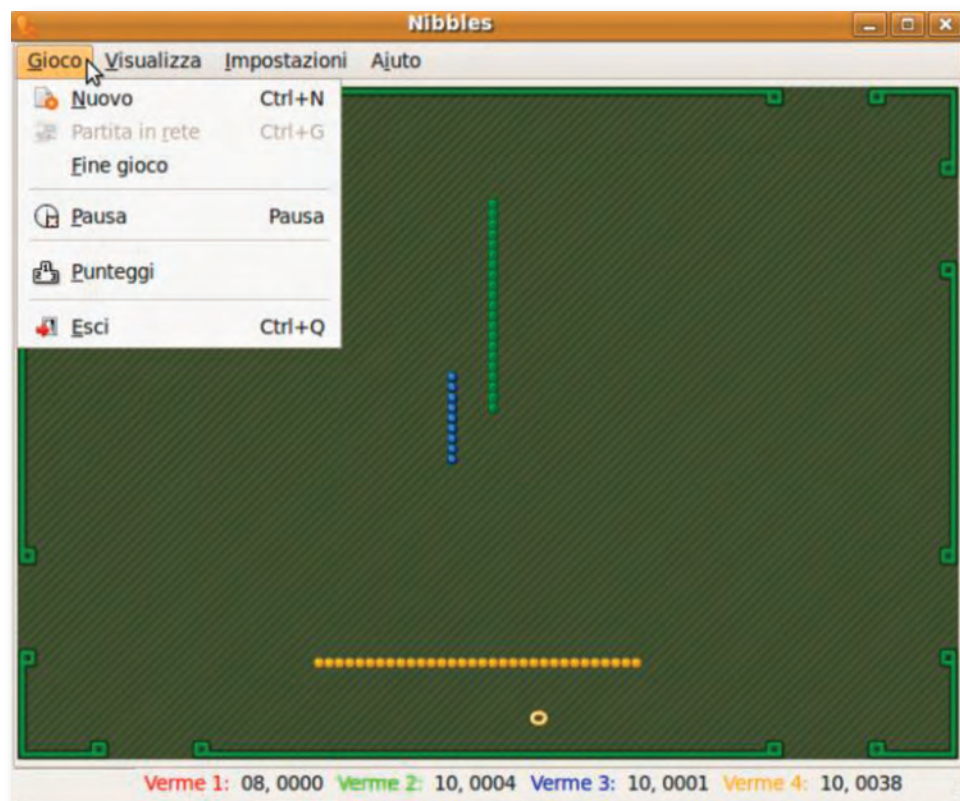 Nibbles
Gioco Visualizza Impostazioni Aiuto
Nuovo Ctrl+N
Partita in rete Ctrl+G
Fine gioco
Pausa Pausa
Punteggi
Esci Ctrl+Q
Verme 1: 08, 0000 Verme 2: 10, 0004 Verme 3: 10, 0001 Verme 4: 10, 0038